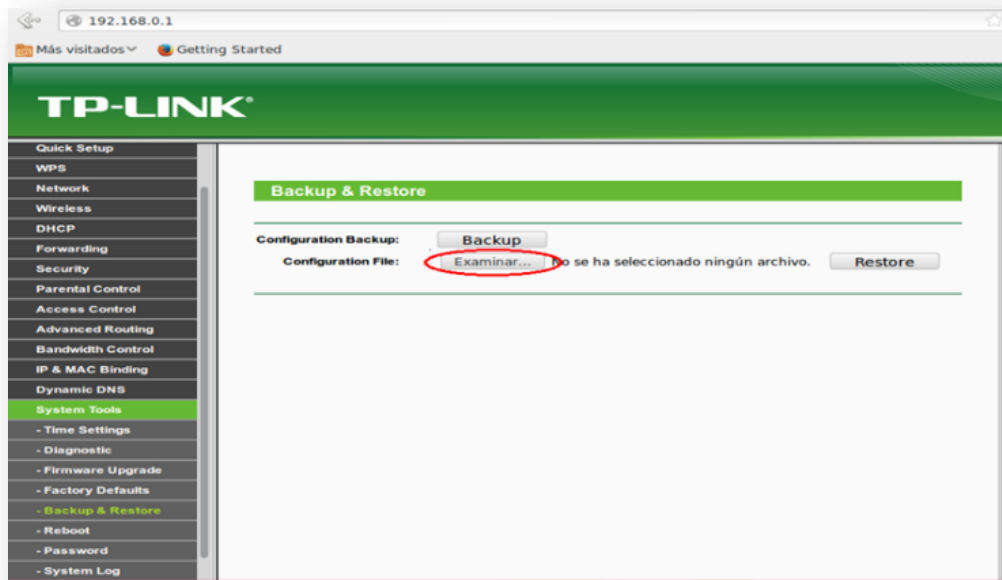 192.168.0.1
Más visitados
Getting Started
TP-LINK®
Quick Setup
WPS
Network
Wireless
DHCP
Forwarding
Security
Parental Control
Access Control
Advanced Routing
Bandwidth Control
IP & MAC Binding
Dynamic DNS
System Tools
- Time Settings
- Diagnostic
- Firmware Upgrade
- Factory Defaults
- Backup & Restore
- Reboot
- Password
- System Log
Backup & Restore
Configuration Backup: Backup
Configuration File: Examinar... No se ha seleccionado ningún archivo. Restore